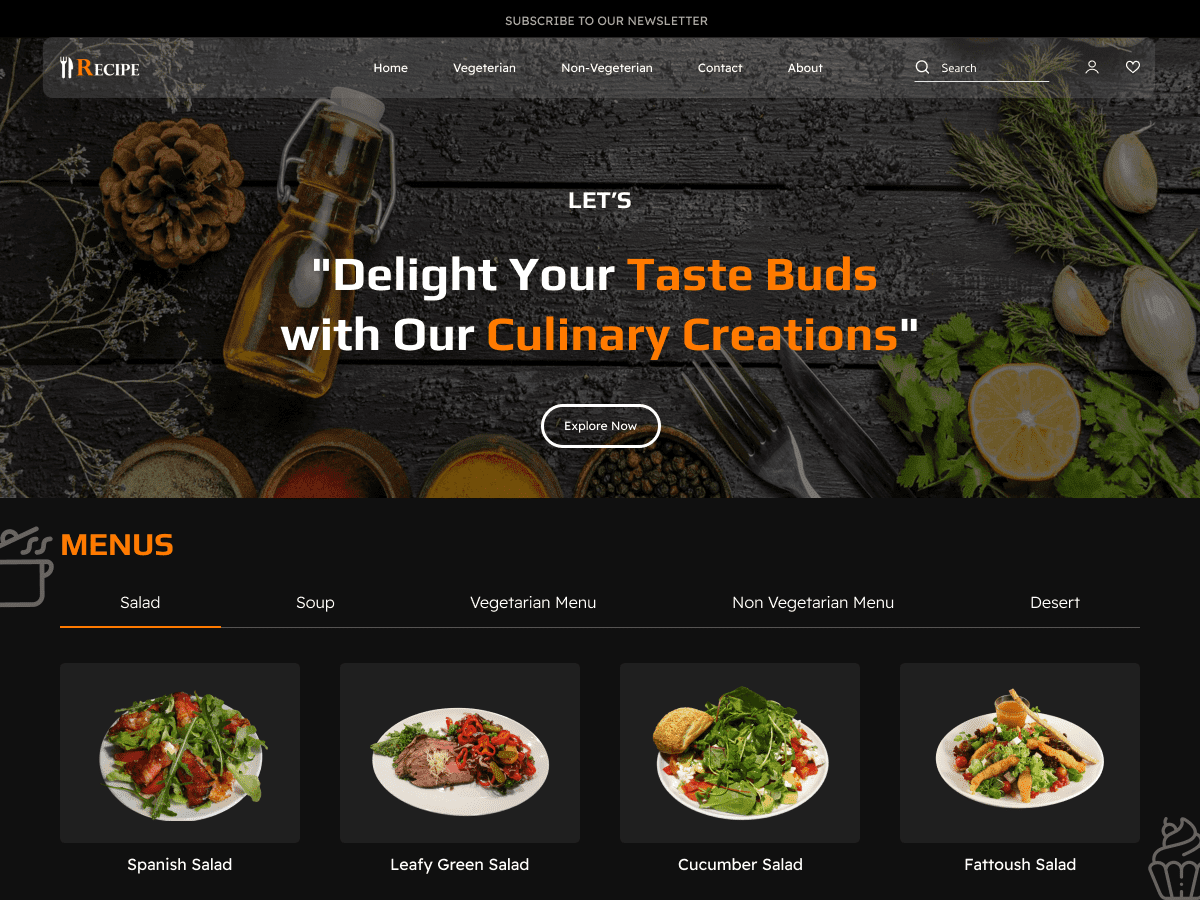 SUBSCRIBE TO OUR NEWSLETTER
RECIPE
Home Vegeterian Non-Vegeterian Contact About Search
LET'S
"Delight Your Taste Buds
with Our Culinary Creations"
Explore Now
MENUS
Salad Soup Vegetarian Menu Non Vegetarian Menu Desert
Spanish Salad Leafy Green Salad Cucumber Salad Fattoush Salad